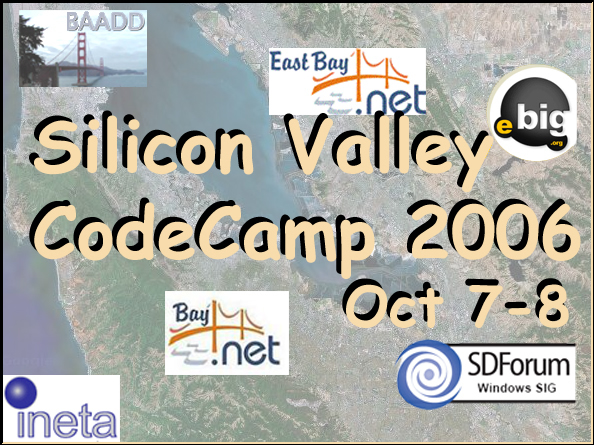 BAADD
East Bay
.net
ebig
.org
Silicon Valley
CodeCamp 2006
Oct 7-8
Bay
.net
SDForum
Windows SIG
ineta